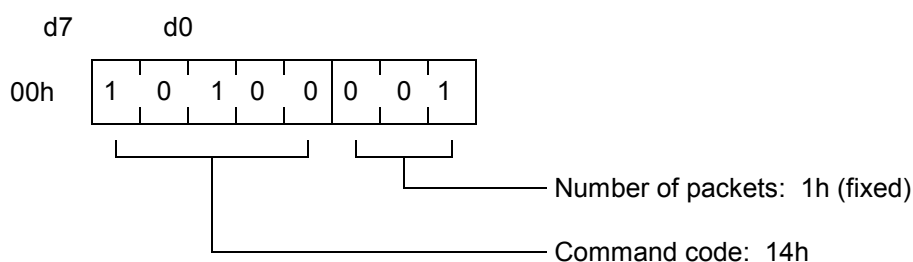 d7 d0
00h 1 0 1 0 0 0 0 1
Number of packets: 1h (fixed)
Command code: 14h